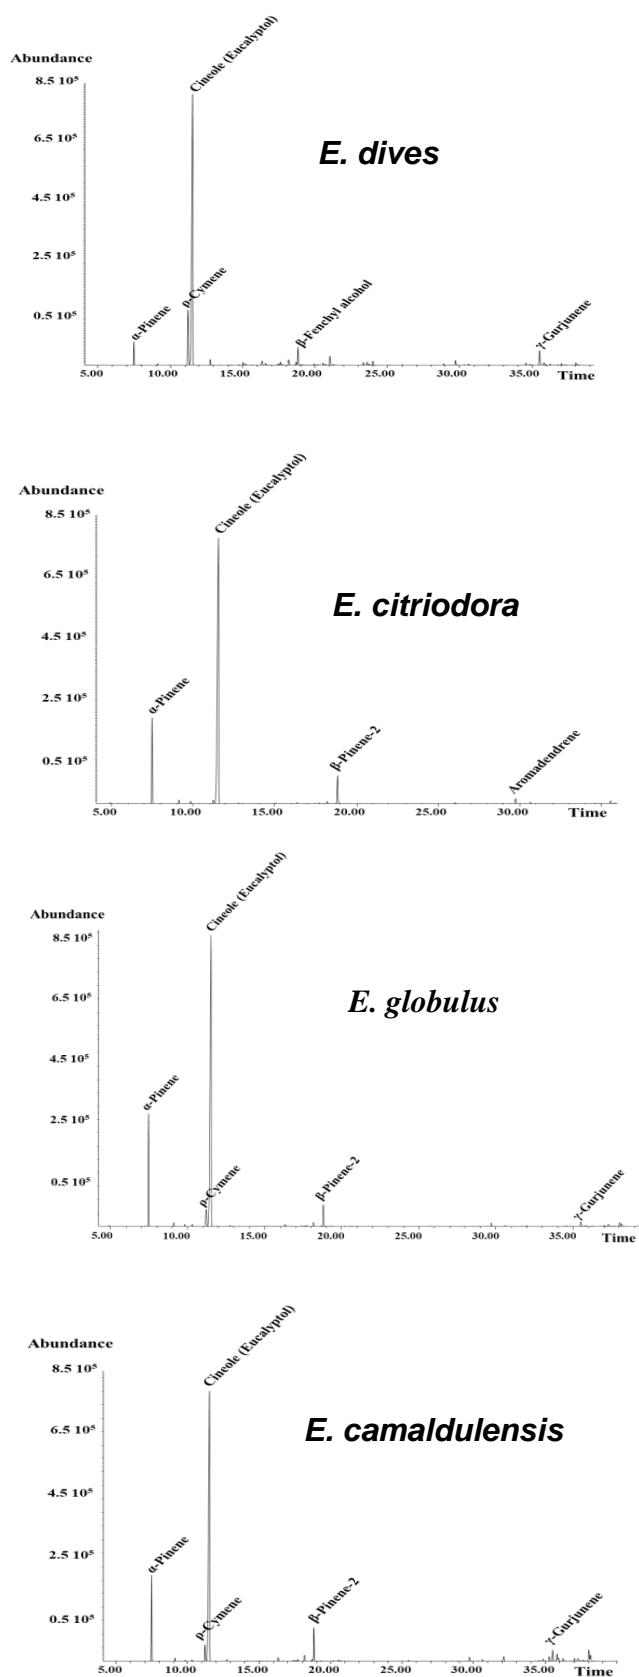 Abundance
8.5 10⁵
6.5 10⁵
4.5 10⁵
2.5 10⁵
0.5 10⁵
Cineole (Eucalyptol)
E. dives
α-Pinene
ρ-Cymene
β-Fenchyl alcohol
γ-Gurjunene
5.00 10.00 15.00 20.00 25.00 30.00 35.00 Time
Abundance
8.5 10⁵
6.5 10⁵
4.5 10⁵
2.5 10⁵
0.5 10⁵
Cineole (Eucalyptol)
E. citriodora
α-Pinene
β-Pinene-2
Aromadendrene
5.00 10.00 15.00 20.00 25.00 30.00 Time
Abundance
8.5 10⁵
6.5 10⁵
4.5 10⁵
2.5 10⁵
0.5 10⁵
Cineole (Eucalyptol)
E. globulus
α-Pinene
ρ-Cymene
β-Pinene-2
γ-Gurjunene
5.00 10.00 15.00 20.00 25.00 30.00 35.00 Time
Abundance
8.5 10⁵
6.5 10⁵
4.5 10⁵
2.5 10⁵
0.5 10⁵
Cineole (Eucalyptol)
E. camaldulensis
α-Pinene
ρ-Cymene
β-Pinene-2
γ-Gurjunene
5.00 10.00 15.00 20.00 25.00 30.00 35.00 Time